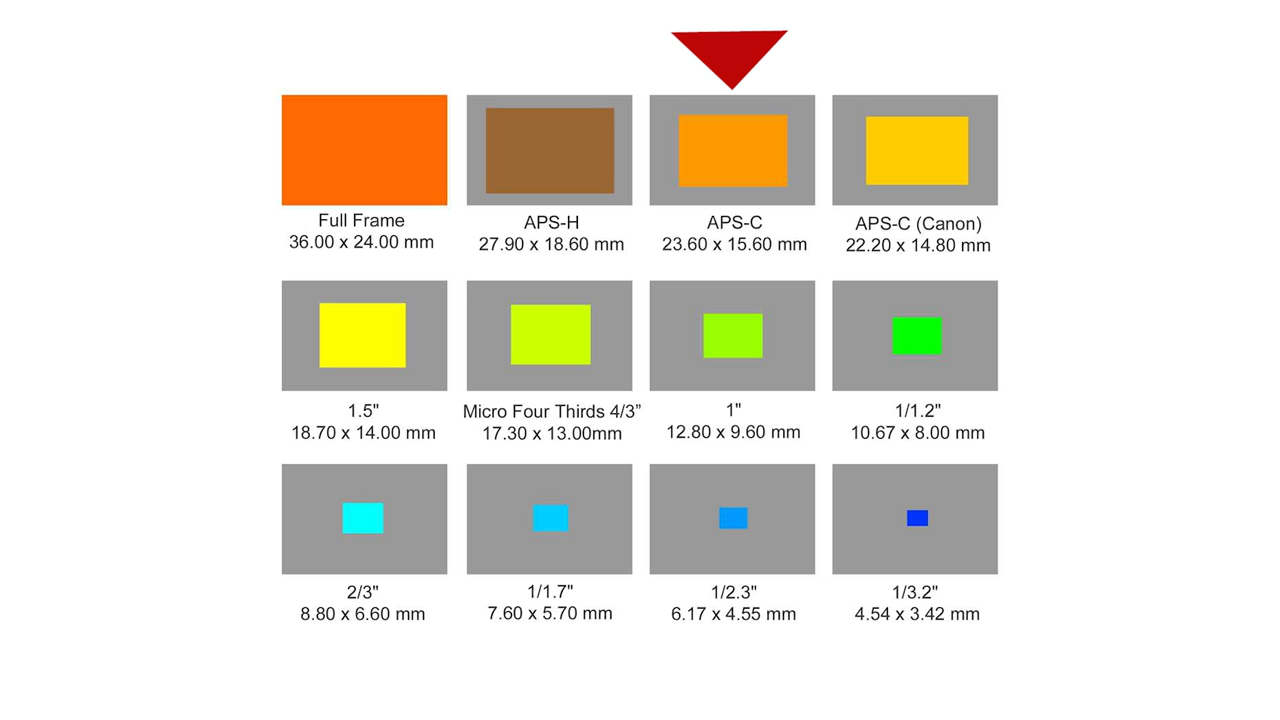 Full Frame
36.00 x 24.00 mm
APS-H
27.90 x 18.60 mm
APS-C
23.60 x 15.60 mm
APS-C (Canon)
22.20 x 14.80 mm
1.5"
18.70 x 14.00 mm
Micro Four Thirds 4/3”
17.30 x 13.00mm
1"
12.80 x 9.60 mm
1/1.2"
10.67 x 8.00 mm
2/3"
8.80 x 6.60 mm
1/1.7"
7.60 x 5.70 mm
1/2.3"
6.17 x 4.55 mm
1/3.2"
4.54 x 3.42 mm